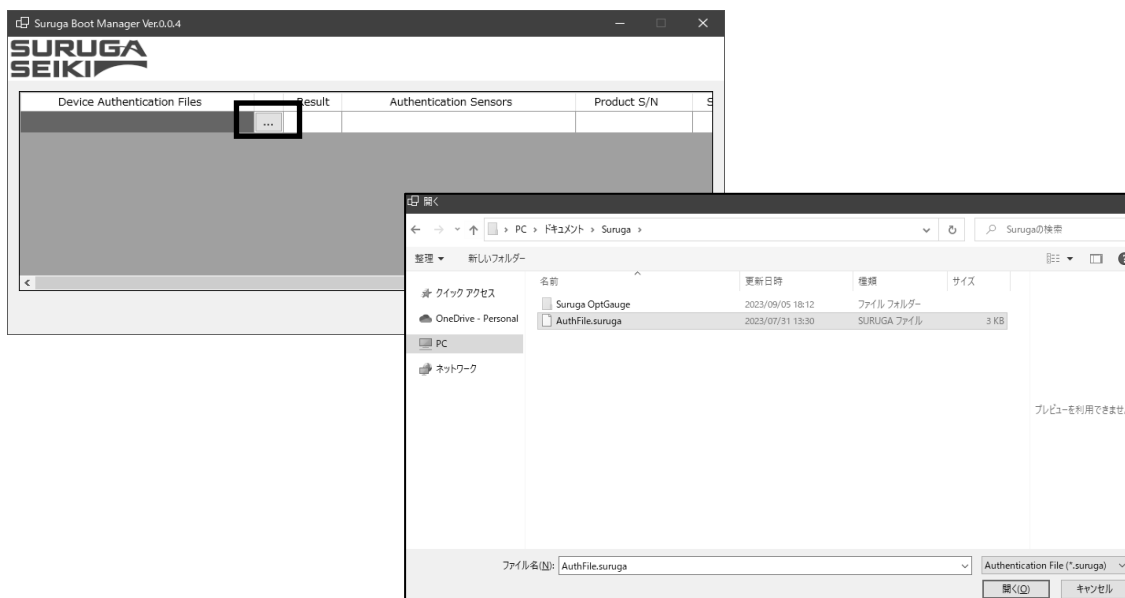 Suruga Boot Manager Ver.0.0.4
SURUGA
SEIKI
Device Authentication Files Result Authentication Sensors Product S/N S
...
開く
PC › ドキュメント › Suruga ›
Surugaの検索
整理 新しいフォルダー
名前 更新日時 種類 サイズ
クイック アクセス
Suruga OptGauge 2023/09/05 18:12 ファイル フォルダー
OneDrive - Personal
AuthFile.suruga 2023/07/31 13:30 SURUGA ファイル 3 KB
PC
ネットワーク
プレビューを利用できませ
ファイル名(N): AuthFile.suruga Authentication File (*.suruga)
開く(O) キャンセル